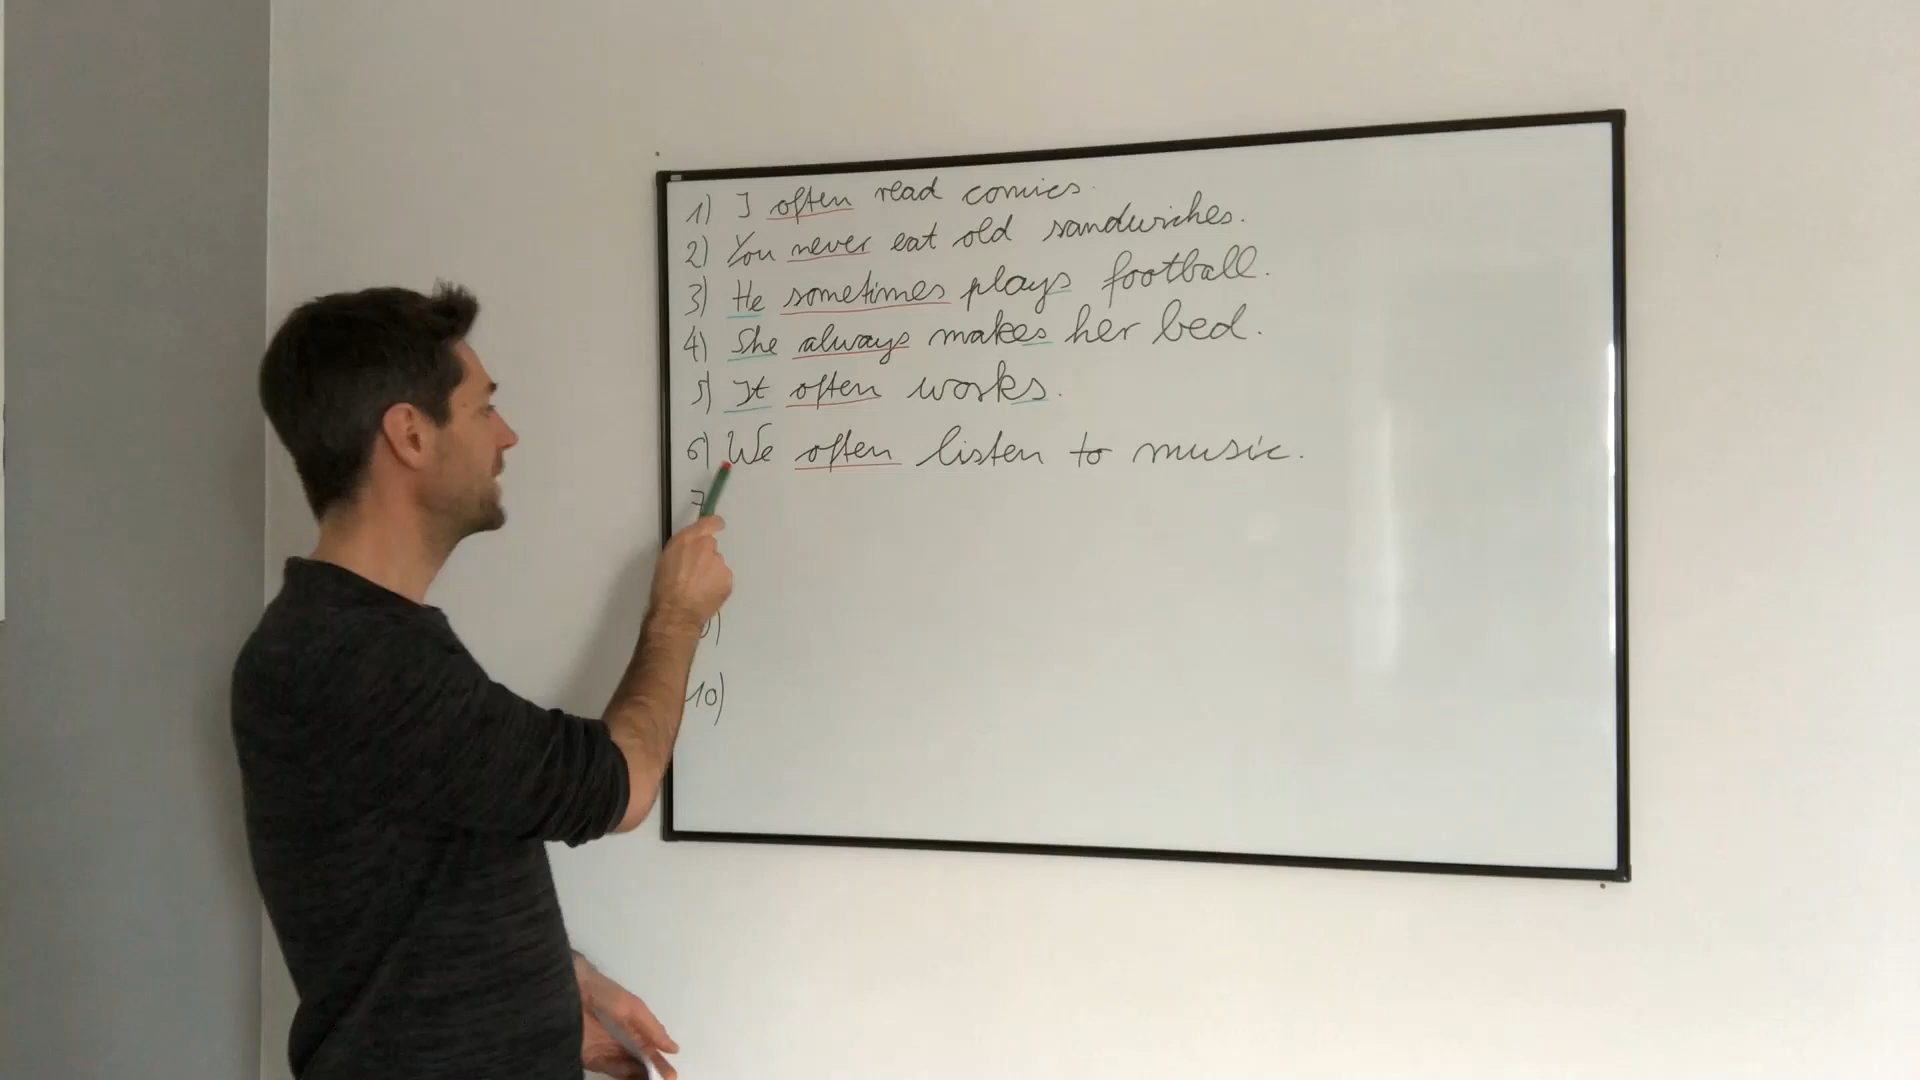 1) I often read comics.
2) You never eat old sandwiches.
3) He sometimes plays football.
4) She always makes her bed.
5) It often works.
6) We often listen to music.
7
10)